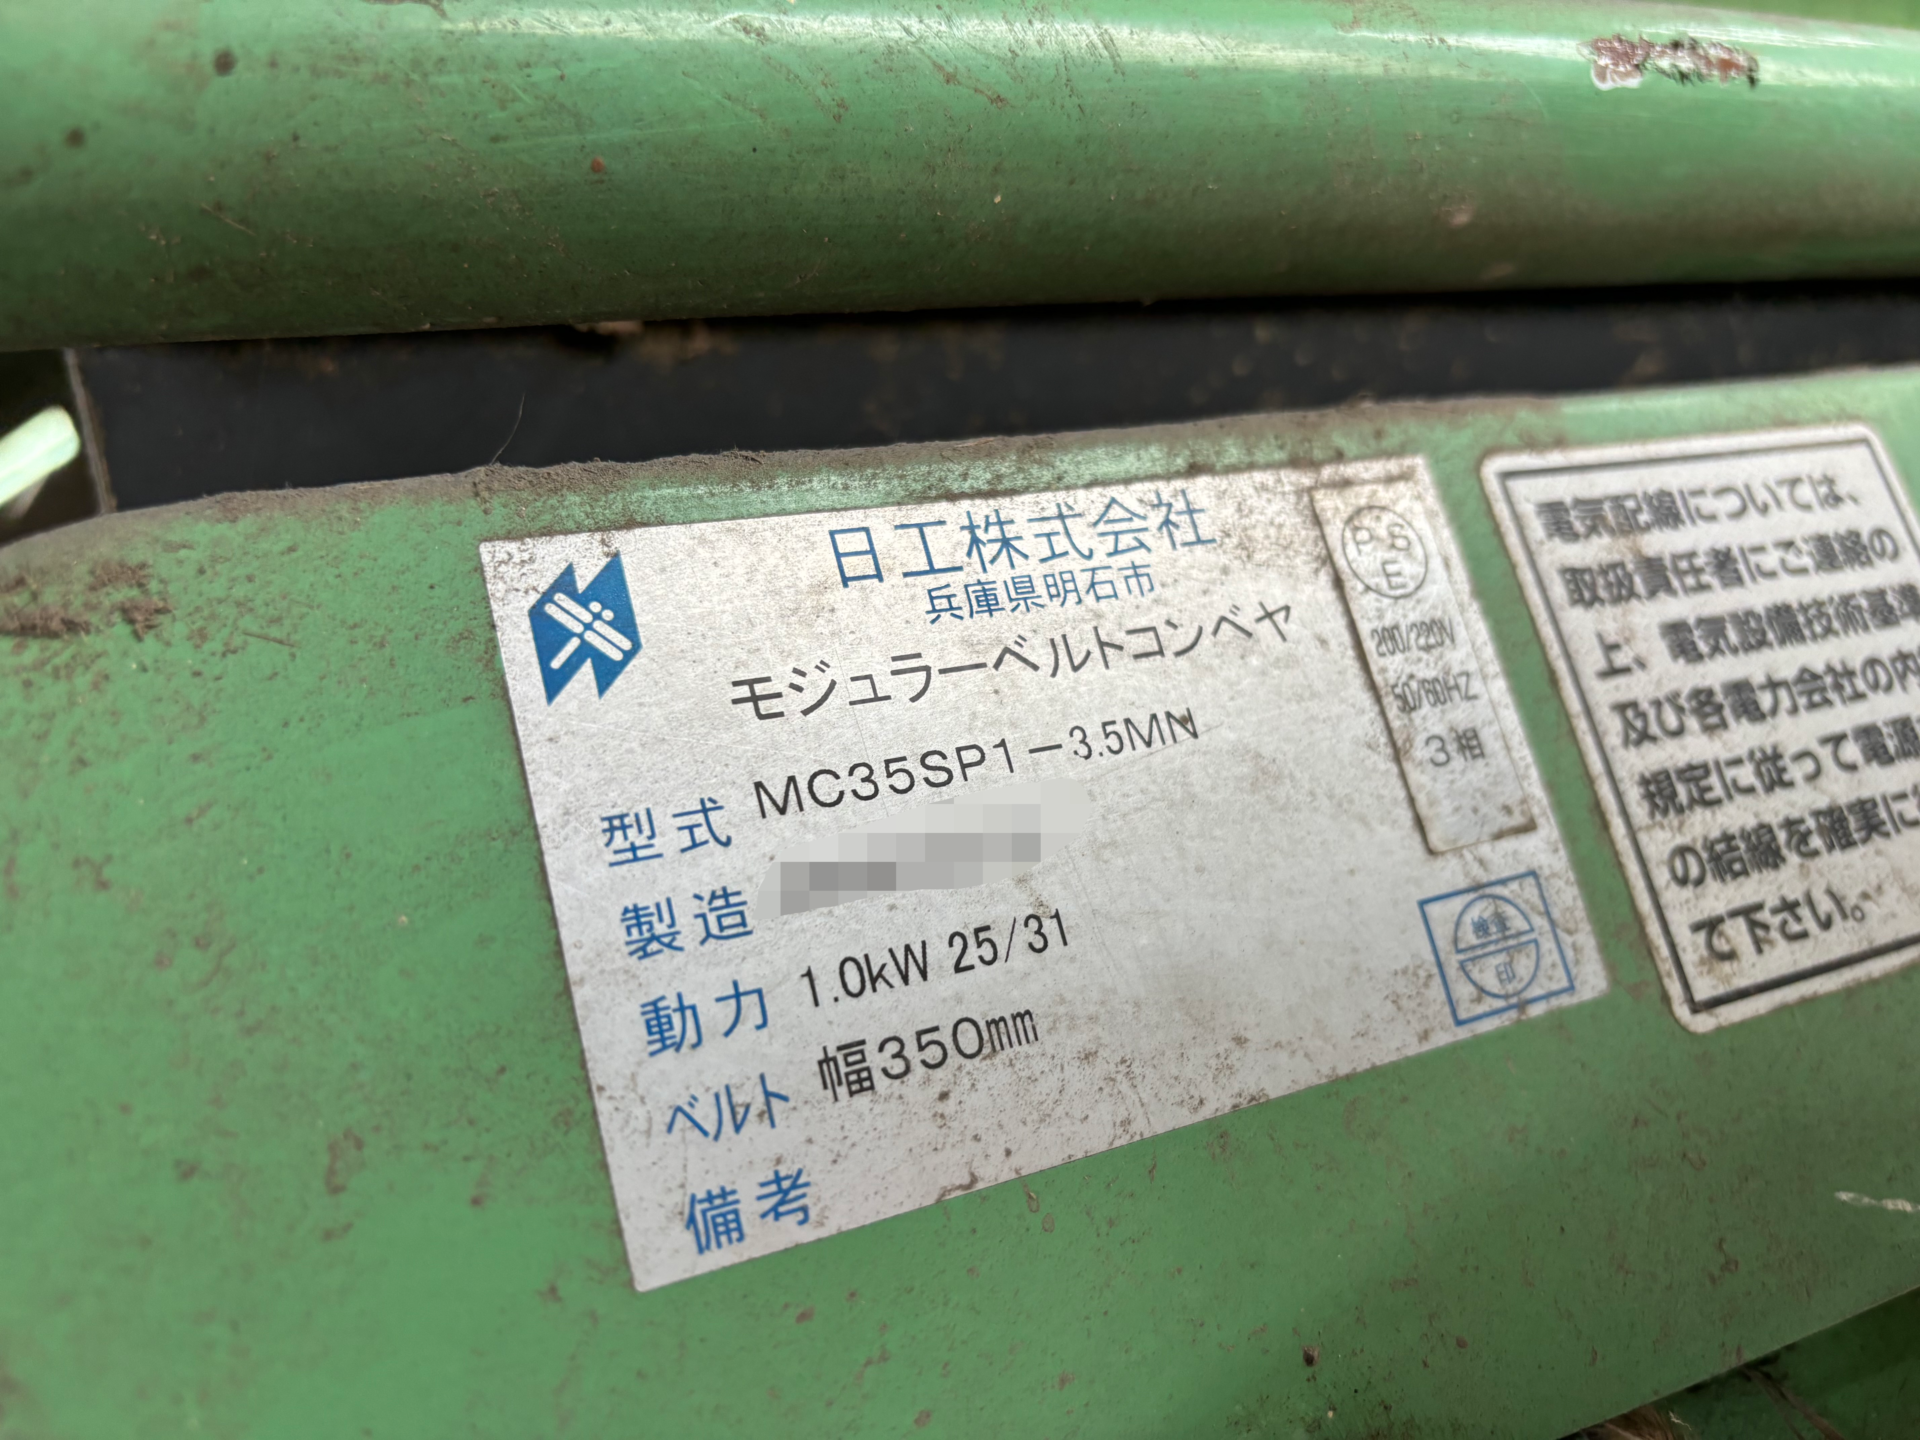 日工株式会社
兵庫県明石市
モジュラーベルトコンベヤ
型式 MC35SP1-3.5MN
製造
動力 1.0kW 25/31
ベルト 幅350mm
備考
PSE
200/220V
50/60HZ
3相
検査
印
電気配線については、
取扱責任者にご連絡の
上、電気設備技術基準
及び各電力会社の内
規定に従って電源
の結線を確実に
て下さい。